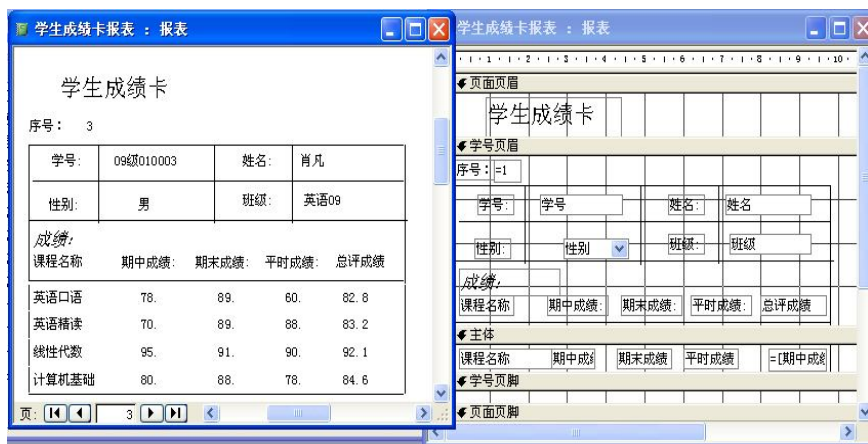 学生成绩卡报表 : 报表
学生成绩卡
序号: 3
学号: 09级010003 姓名: 肖凡
性别: 男 班级: 英语09
成绩:
课程名称 期中成绩: 期末成绩: 平时成绩: 总评成绩
英语口语 78. 89. 60. 82.8
英语精读 70. 89. 88. 83.2
线性代数 95. 91. 90. 92.1
计算机基础 80. 88. 78. 84.6
页: 3
学生成绩卡报表 : 报表
1 2 3 4 5 6 7 8 9 10
页面页眉
学生成绩卡
学号页眉
序号: =1
学号: 学号 姓名: 姓名
性别: 性别 班级: 班级
成绩:
课程名称 期中成绩: 期末成绩: 平时成绩: 总评成绩
主体
课程名称 期中成 期末成绩 平时成绩 =[期中成
学号页脚
页面页脚